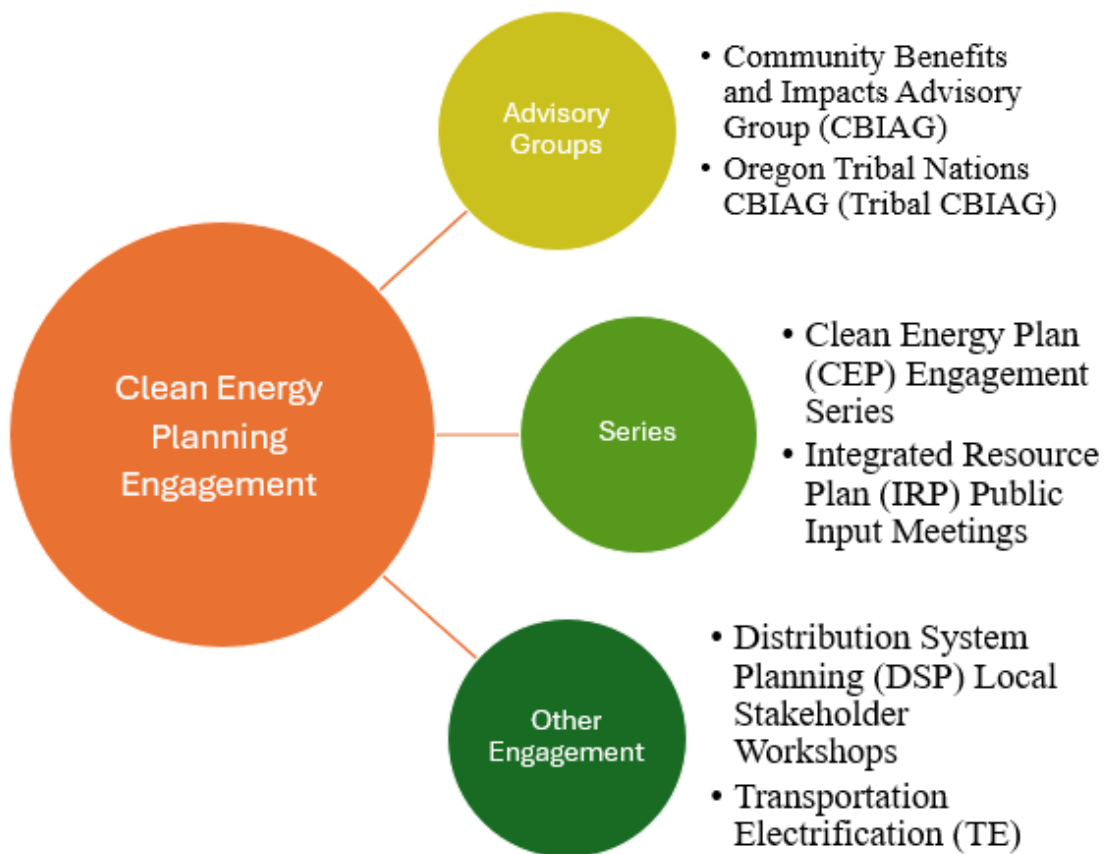 Clean Energy
Planning
Engagement
Advisory
Groups
• Community Benefits
and Impacts Advisory
Group (CBIAG)
• Oregon Tribal Nations
CBIAG (Tribal CBIAG)
Series
• Clean Energy Plan
(CEP) Engagement
Series
• Integrated Resource
Plan (IRP) Public
Input Meetings
Other
Engagement
• Distribution System
Planning (DSP) Local
Stakeholder
Workshops
• Transportation
Electrification (TE)